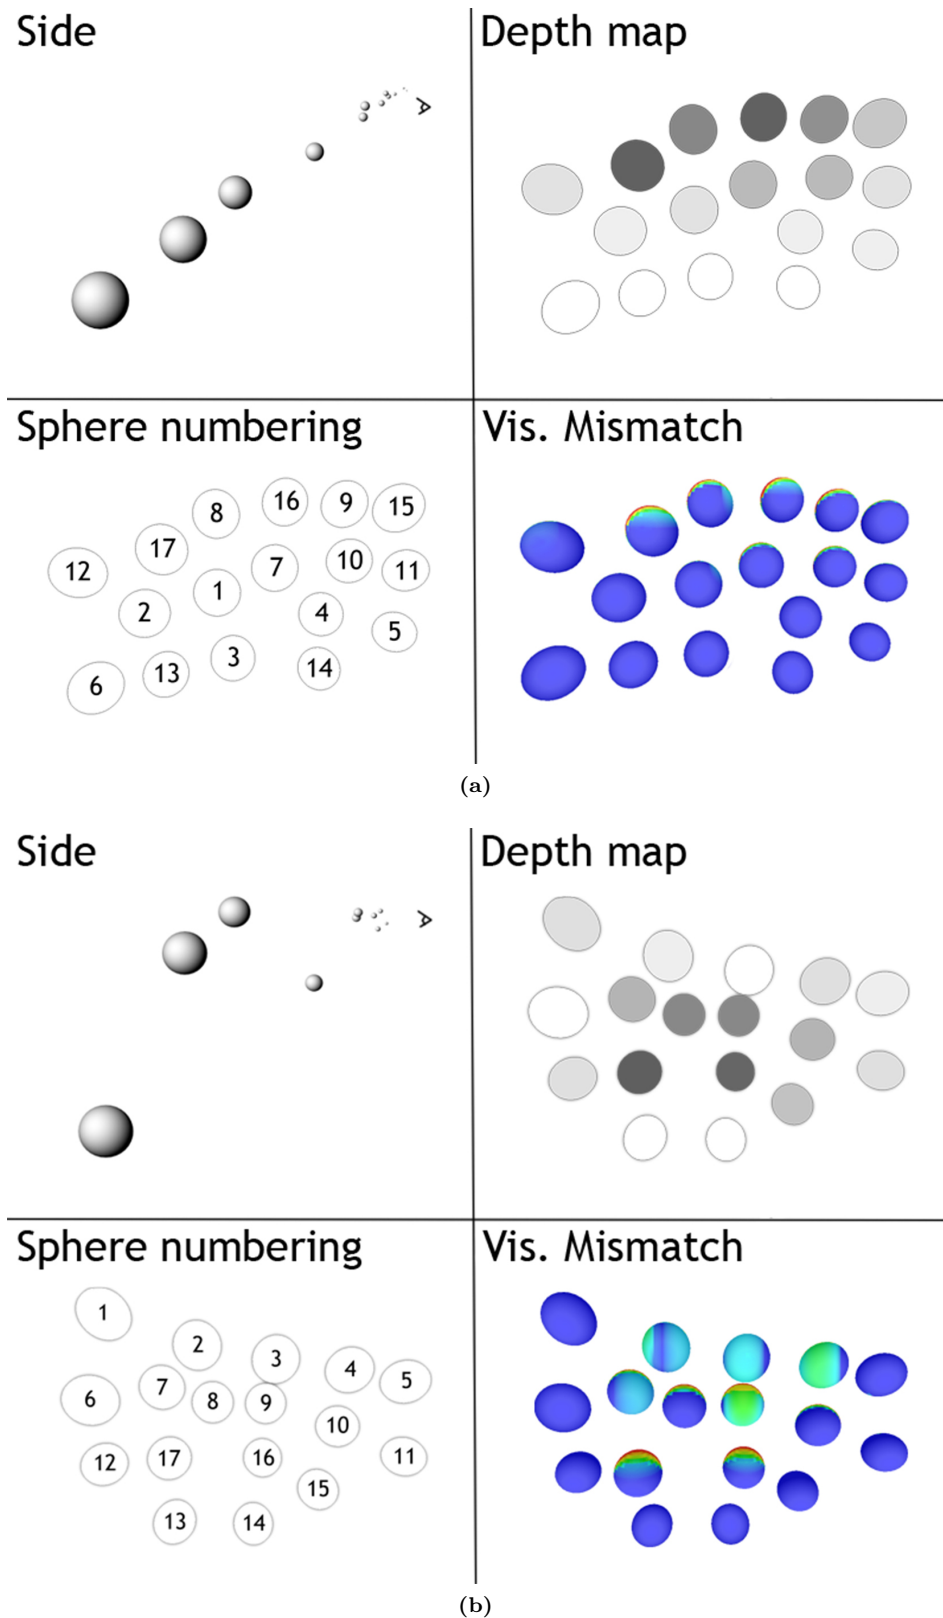 Side
Depth map
Sphere numbering
Vis. Mismatch
8 16 9 15
17
12 7 10 11
1
2 4 5
3
6 13 14
(a)
Side
Depth map
Sphere numbering
Vis. Mismatch
1
2 3 4 5
7
6 8 9
10
12 17 16 11
15
13 14
(b)